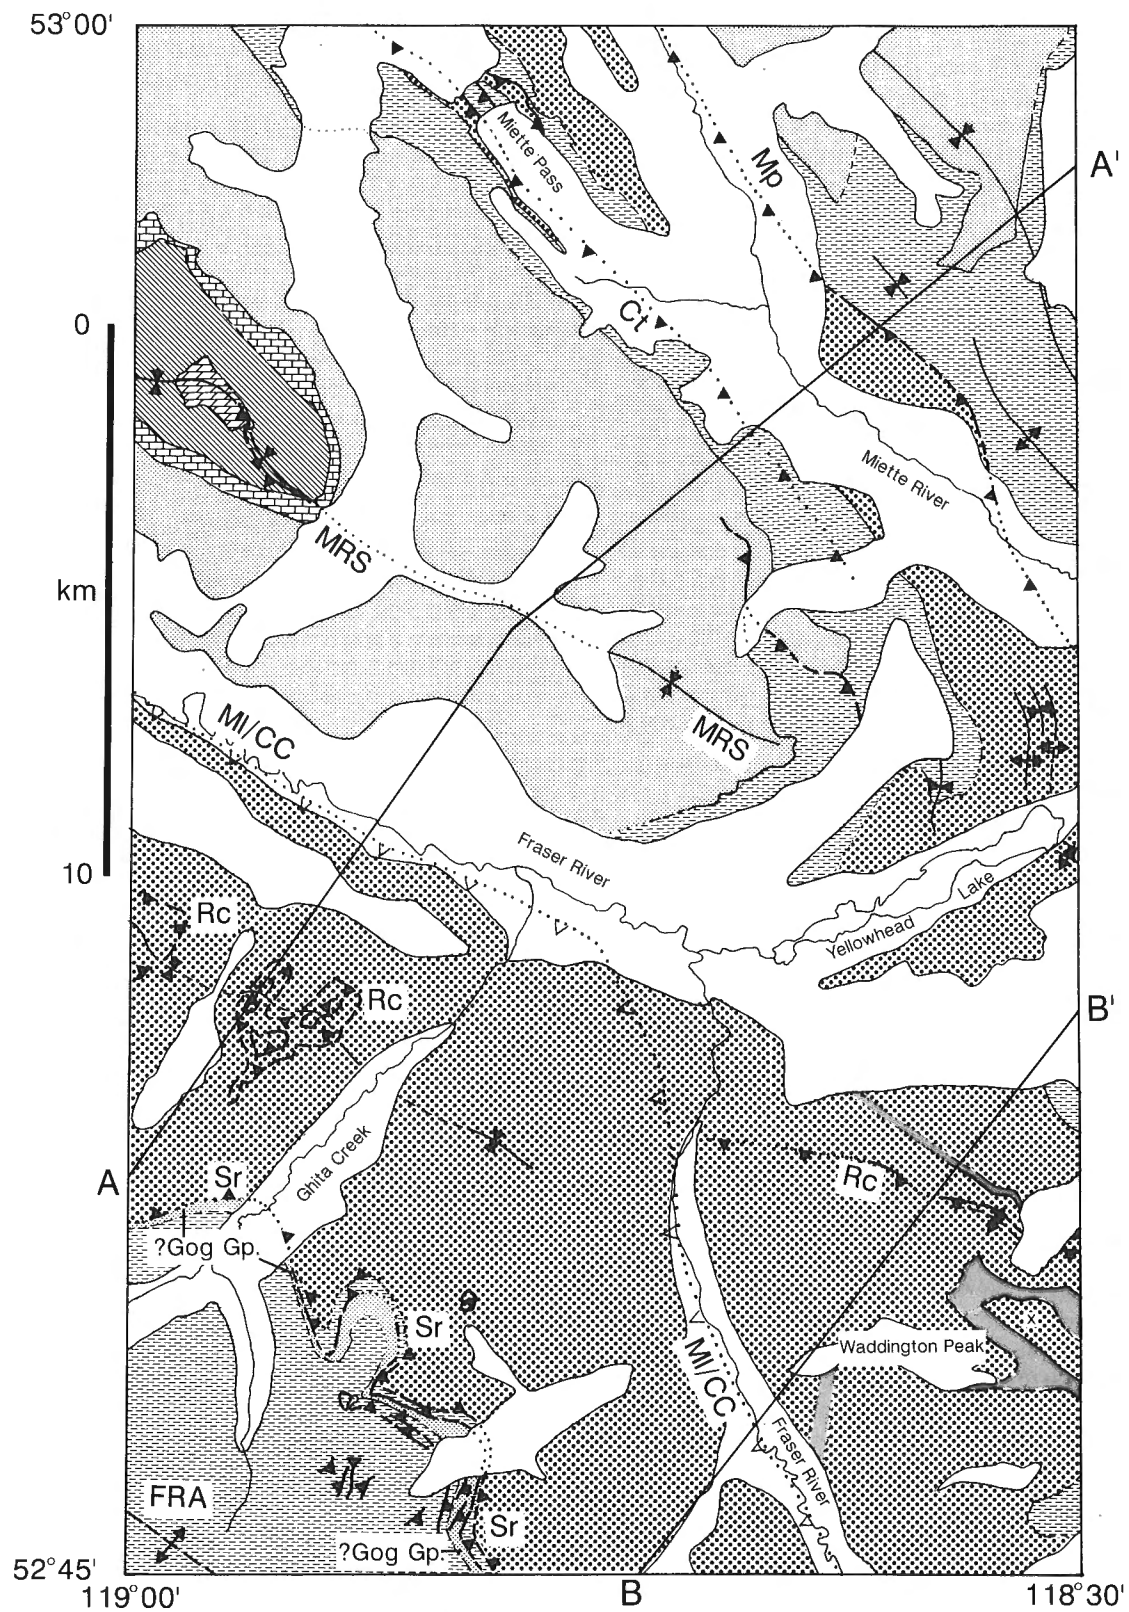 53°00'
Miette Pass
Mp
A'
0
Ct
Miette River
MRS
km
MRS
MI/CC
Fraser River
10
Rc
Lake
Yellowhead
Rc
B'
Ghita Creek
A
Sr
Rc
?Gog Gp.
Sr
x
Waddington Peak
MI/CC
Fraser River
FRA
Sr
?Gog Gp.
52°45'
119°00'
B
118°30'